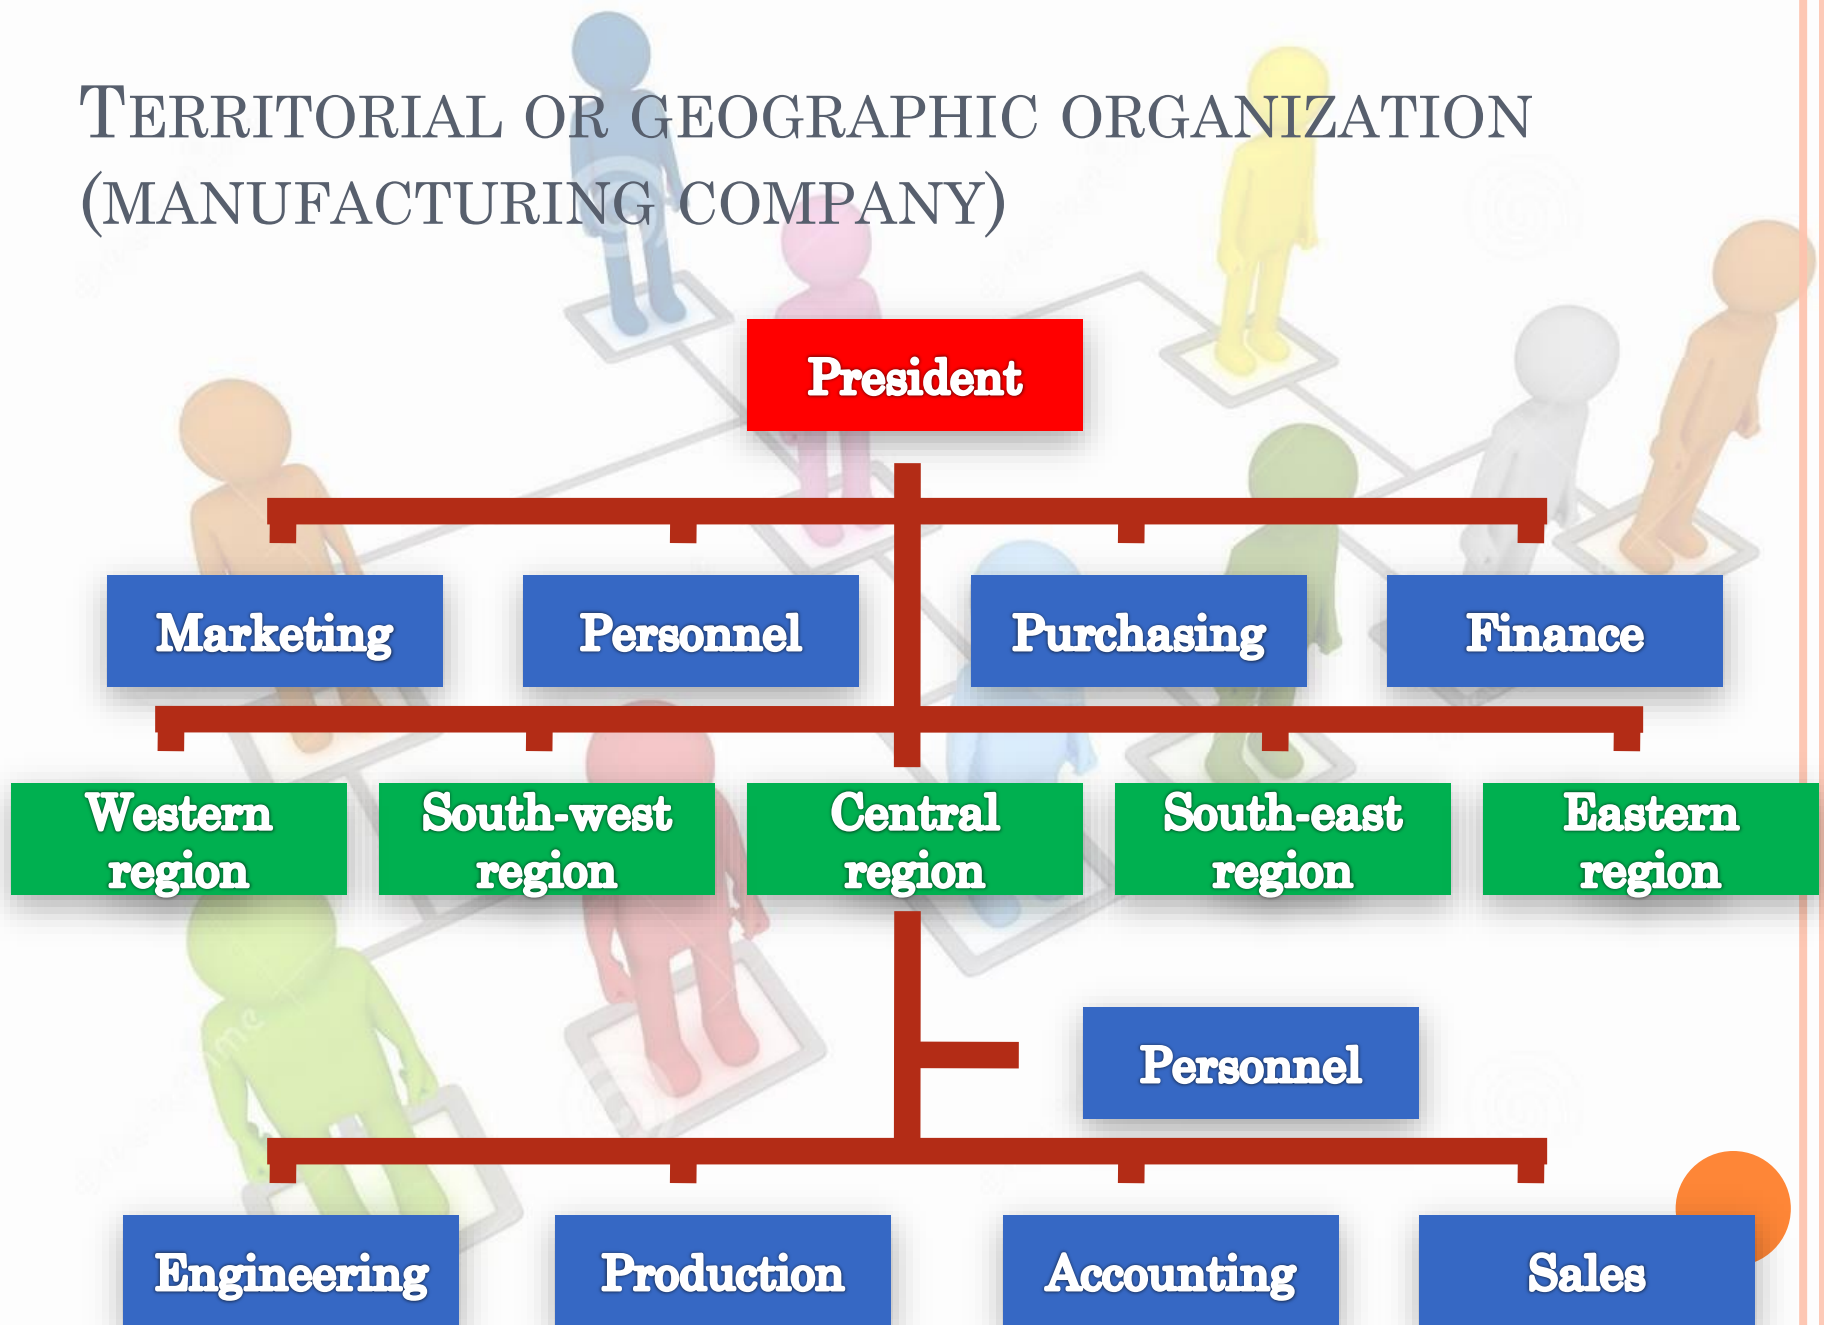 TERRITORIAL OR GEOGRAPHIC ORGANIZATION
(MANUFACTURING COMPANY)
President
Marketing
Personnel
Purchasing
Finance
Western
region
South-west
region
Central
region
South-east
region
Eastern
region
Personnel
Engineering
Production
Accounting
Sales